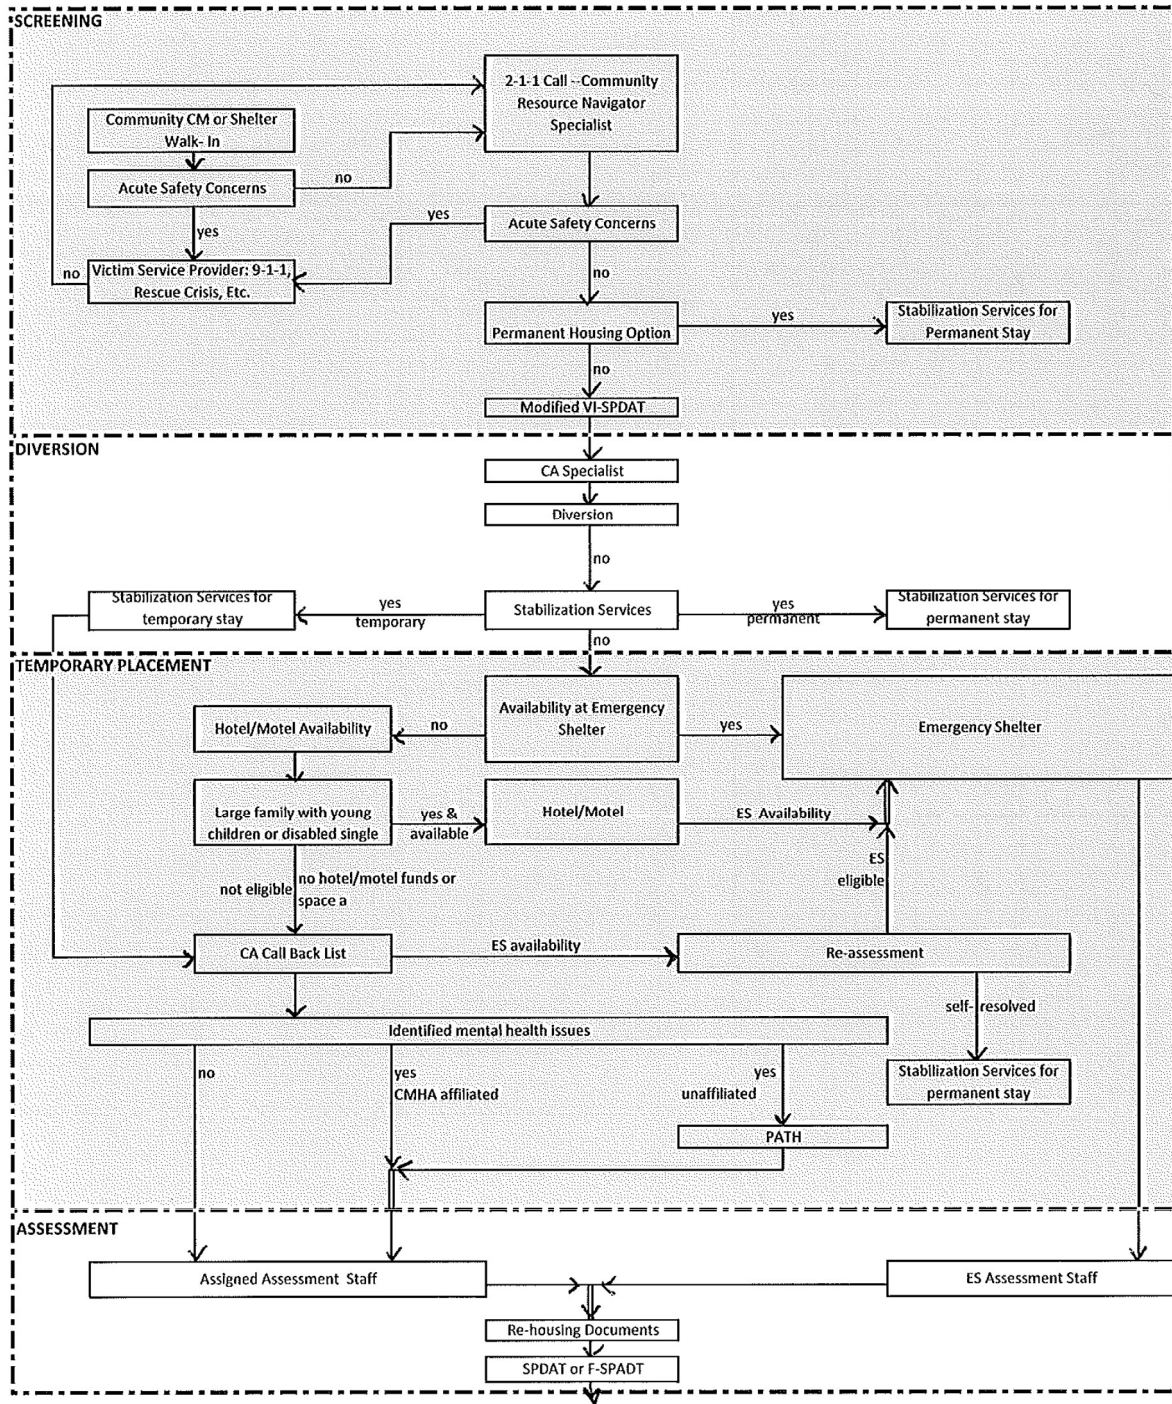 SCREENING
2-1-1 Call --Community
Resource Navigator
Specialist
Community CM or Shelter
Walk- In
Acute Safety Concerns
no
yes
Acute Safety Concerns
yes
no
Victim Service Provider: 9-1-1,
Rescue Crisis, Etc.
no
Permanent Housing Option
yes
Stabilization Services for
Permanent Stay
no
Modified VI-SPDAT
DIVERSION
CA Specialist
Diversion
no
Stabilization Services for
temporary stay
yes
temporary
Stabilization Services
yes
permanent
Stabilization Services for
permanent stay
no
TEMPORARY PLACEMENT
Availability at Emergency
Shelter
Hotel/Motel Availability
no
yes
Emergency Shelter
Large family with young
children or disabled single
yes &
available
Hotel/Motel
ES Availability
ES
eligible
not eligible
no hotel/motel funds or
space a
CA Call Back List
ES availability
Re-assessment
self- resolved
Identified mental health issues
no
yes
CMHA affiliated
yes
unaffiliated
Stabilization Services for
permanent stay
PATH
ASSESSMENT
Assigned Assessment Staff
ES Assessment Staff
Re-housing Documents
SPDAT or F-SPADT